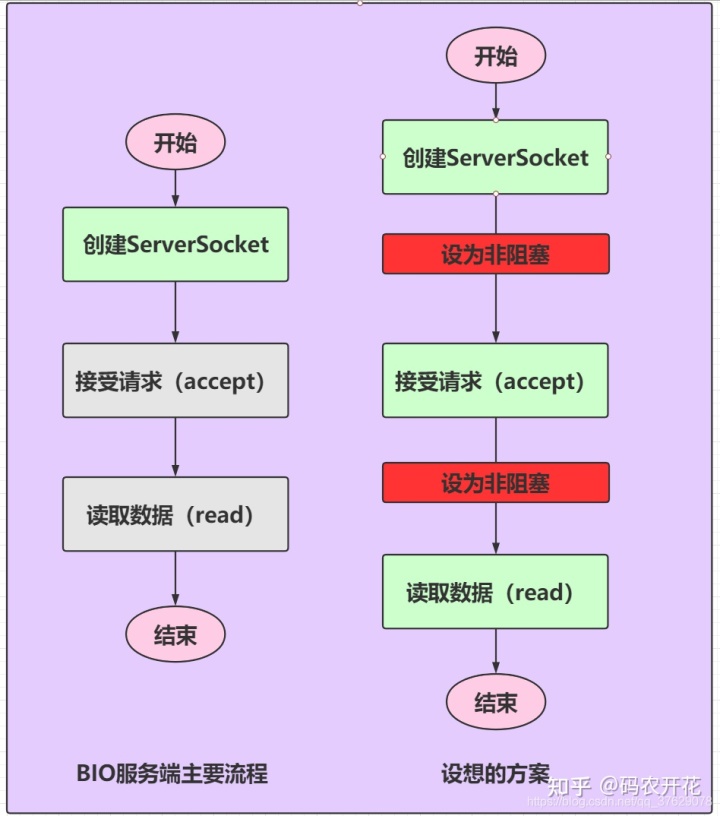 开始
创建ServerSocket
接受请求（accept）
读取数据（read）
结束
BIO服务端主要流程
开始
创建ServerSocket
设为非阻塞
接受请求（accept）
设为非阻塞
读取数据（read）
结束
设想的方案
知乎 @码农开花
https://blog.csdn.net/qq_37629078